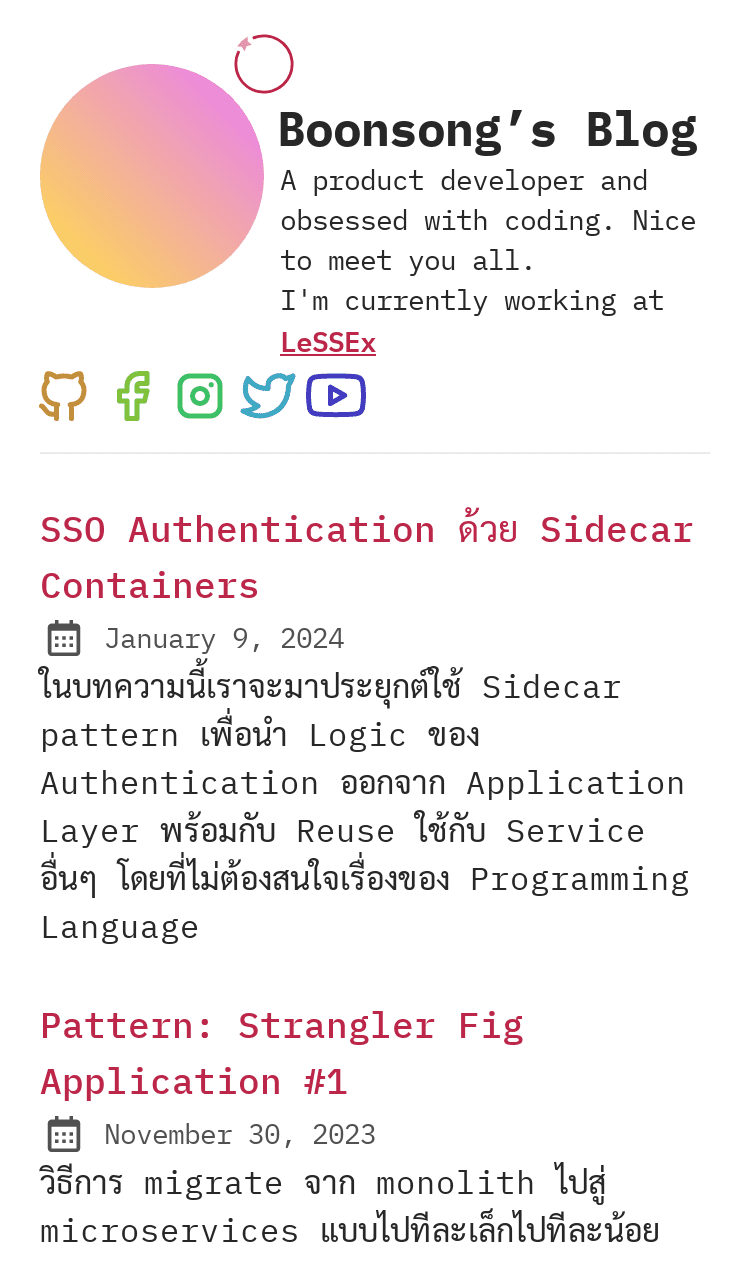 Boonsong’s Blog
A product developer and
obsessed with coding. Nice
to meet you all.
I'm currently working at
LeSSEx
SSO Authentication ด้วย Sidecar
Containers
January 9, 2024
ในบทความนี้เราจะมาประยุกต์ใช้ Sidecar
pattern เพื่อนำ Logic ของ
Authentication ออกจาก Application
Layer พร้อมกับ Reuse ใช้กับ Service
อื่นๆ โดยที่ไม่ต้องสนใจเรื่องของ Programming
Language
Pattern: Strangler Fig
Application #1
November 30, 2023
วิธีการ migrate จาก monolith ไปสู่
microservices แบบไปทีละเล็กไปทีละน้อย